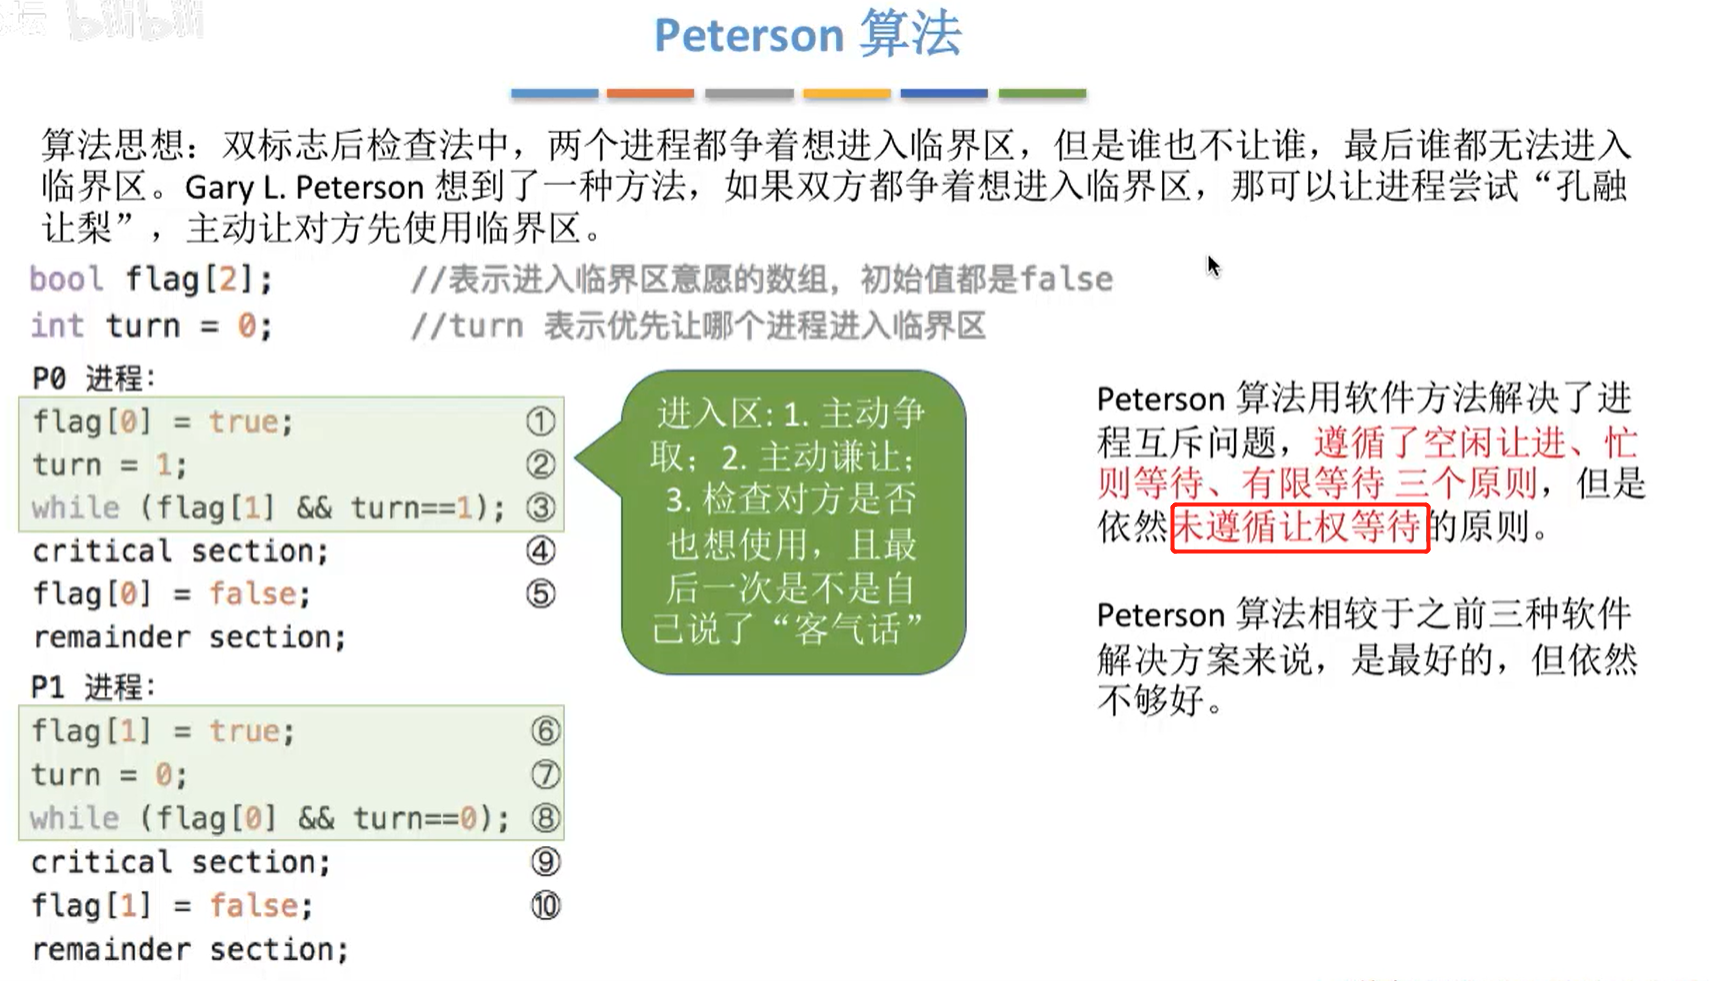 bilibili
Peterson 算法
算法思想：双标志后检查法中，两个进程都争着想进入临界区，但是谁也不让谁，最后谁都无法进入
临界区。Gary L. Peterson 想到了一种方法，如果双方都争着想进入临界区，那可以让进程尝试“孔融
让梨”，主动让对方先使用临界区。
bool flag[2]; //表示进入临界区意愿的数组，初始值都是false
int turn = 0; //turn 表示优先让哪个进程进入临界区
P0 进程：
flag[0] = true; ①
turn = 1; ②
while (flag[1] && turn==1); ③
critical section; ④
flag[0] = false; ⑤
remainder section;
P1 进程：
flag[1] = true; ⑥
turn = 0; ⑦
while (flag[0] && turn==0); ⑧
critical section; ⑨
flag[1] = false; ⑩
remainder section;
进入区: 1. 主动争
取；2. 主动谦让；
3. 检查对方是否
也想使用，且最
后一次是不是自
己说了“客气话”
Peterson 算法用软件方法解决了进
程互斥问题，遵循了空闲让进、忙
则等待、有限等待 三个原则，但是
依然未遵循让权等待的原则。
Peterson 算法相较于之前三种软件
解决方案来说，是最好的，但依然
不够好。